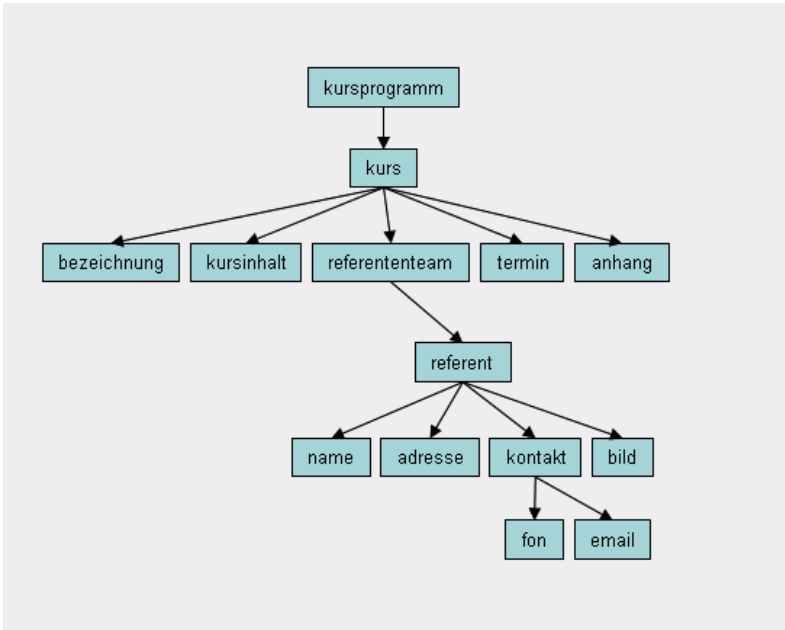 kursprogramm
kurs
bezeichnung kursinhalt referententeam termin anhang
referent
name adresse kontakt bild
fon email